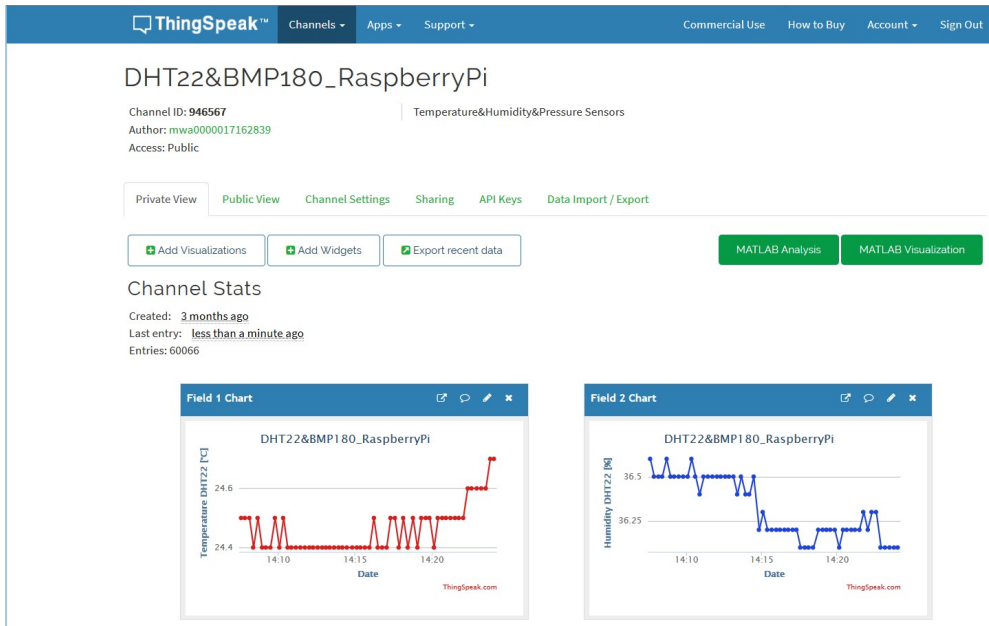 ThingSpeak™ Channels Apps Support Commercial Use How to Buy Account Sign Out
DHT22&BMP180_RaspberryPi
Channel ID: 946567 Temperature&Humidity&Pressure Sensors
Author: mwa0000017162839
Access: Public
Private View Public View Channel Settings Sharing API Keys Data Import / Export
Add Visualizations Add Widgets Export recent data MATLAB Analysis MATLAB Visualization
Channel Stats
Created: 3 months ago
Last entry: less than a minute ago
Entries: 60066
Field 1 Chart
DHT22&BMP180_RaspberryPi
Temperature DHT22 [°C]
24.6
24.4
14:10 14:15 14:20
Date
ThingSpeak.com
Field 2 Chart
DHT22&BMP180_RaspberryPi
Humidity DHT22 [%]
36.5
36.25
14:10 14:15 14:20
Date
ThingSpeak.com